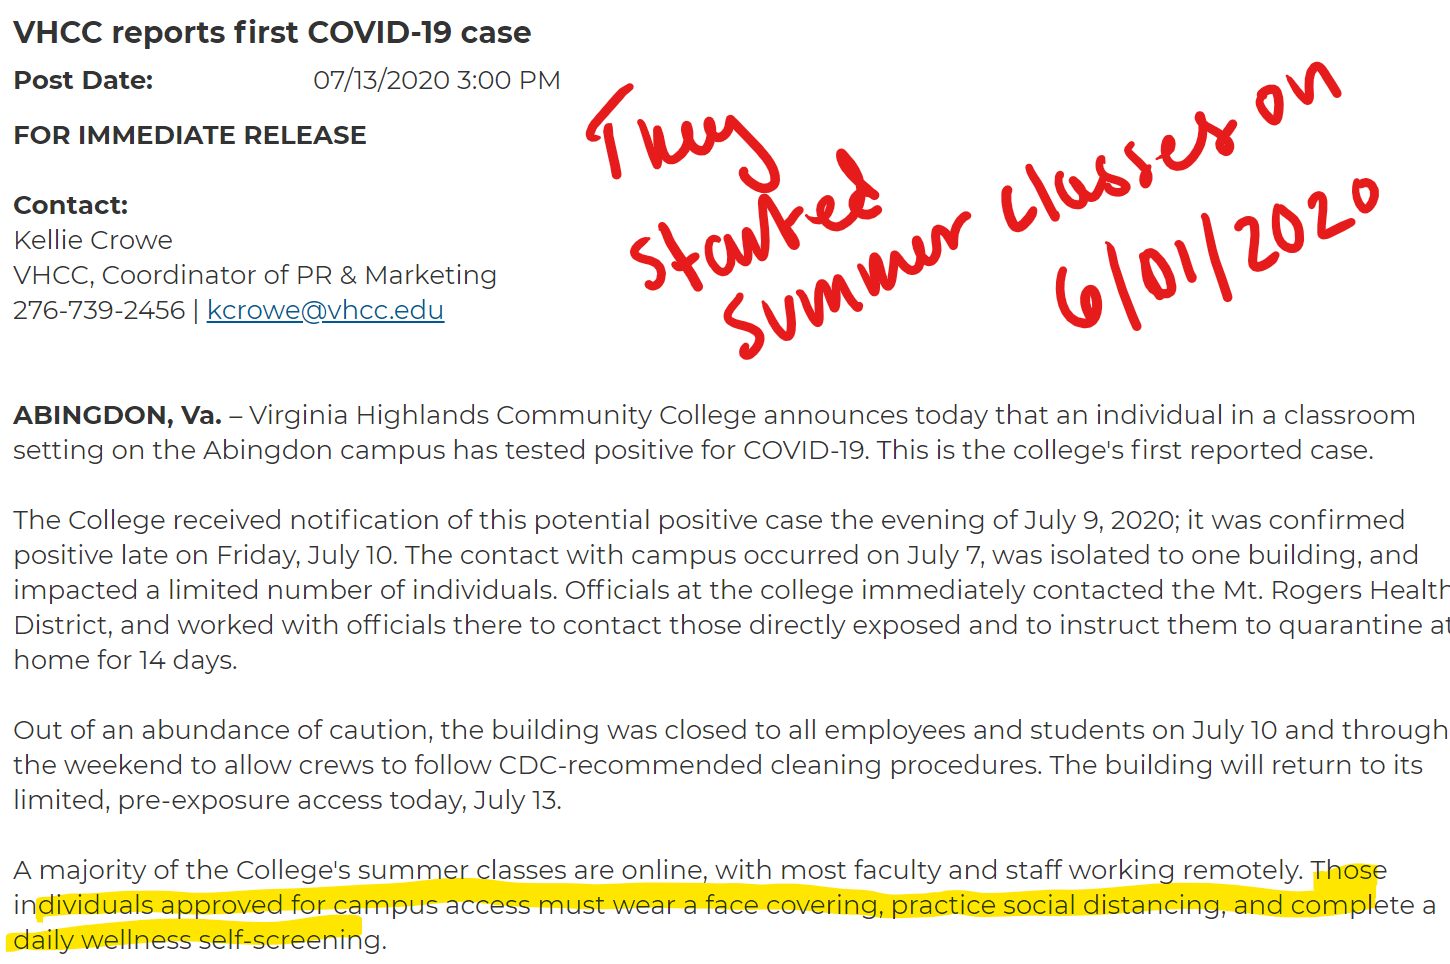 VHCC reports first COVID-19 case
Post Date: 07/13/2020 3:00 PM
FOR IMMEDIATE RELEASE
They
started
summer classes on
6/01/2020
Contact:
Kellie Crowe
VHCC, Coordinator of PR & Marketing
276-739-2456 | kcrowe@vhcc.edu
ABINGDON, Va. – Virginia Highlands Community College announces today that an individual in a classroom
setting on the Abingdon campus has tested positive for COVID-19. This is the college's first reported case.
The College received notification of this potential positive case the evening of July 9, 2020; it was confirmed
positive late on Friday, July 10. The contact with campus occurred on July 7, was isolated to one building, and
impacted a limited number of individuals. Officials at the college immediately contacted the Mt. Rogers Health
District, and worked with officials there to contact those directly exposed and to instruct them to quarantine at
home for 14 days.
Out of an abundance of caution, the building was closed to all employees and students on July 10 and through
the weekend to allow crews to follow CDC-recommended cleaning procedures. The building will return to its
limited, pre-exposure access today, July 13.
A majority of the College's summer classes are online, with most faculty and staff working remotely. Those
individuals approved for campus access must wear a face covering, practice social distancing, and complete a
daily wellness self-screening.